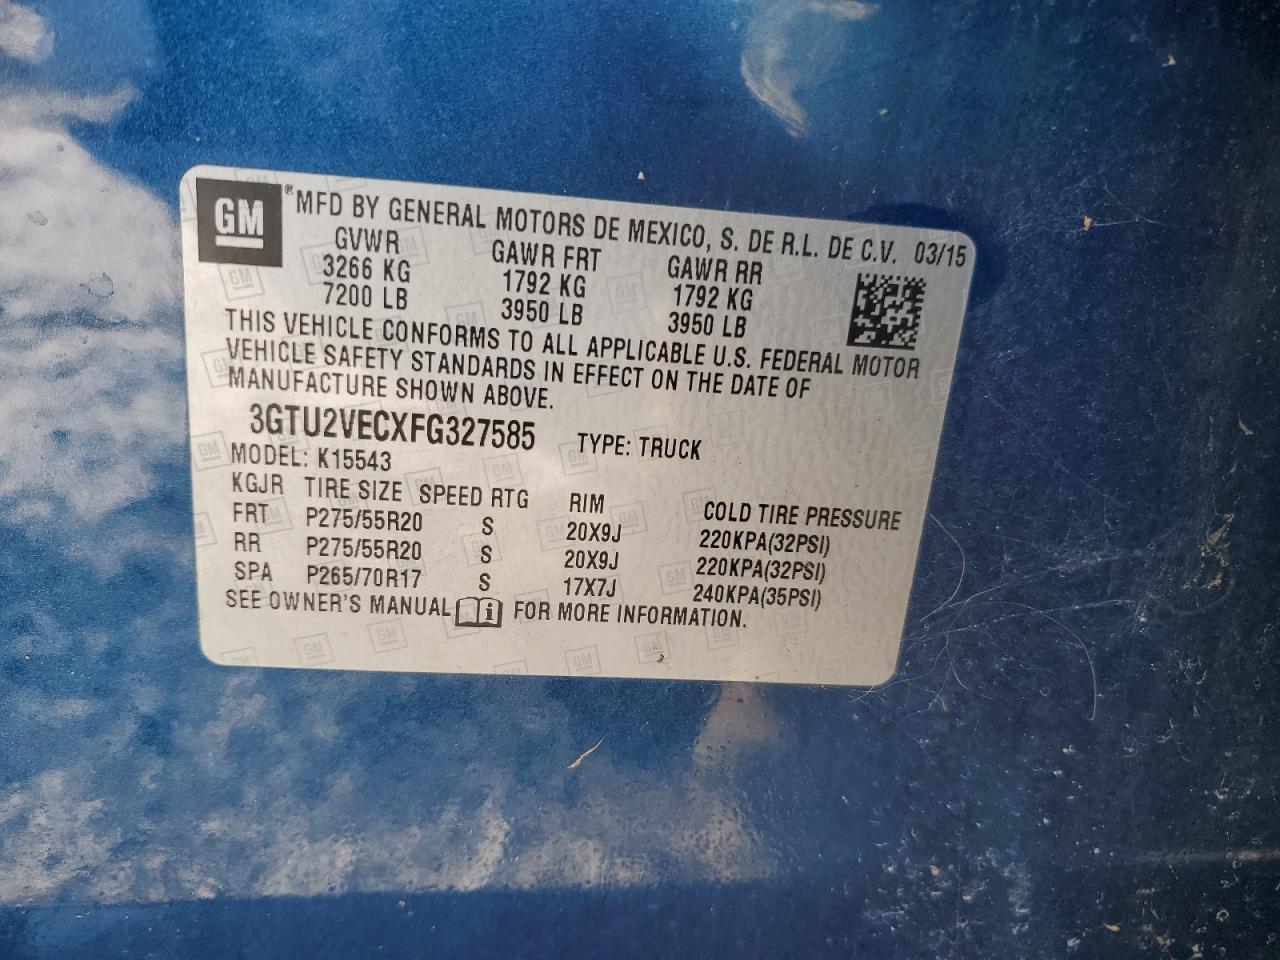 GM ® MFD BY GENERAL MOTORS DE MEXICO, S. DE R.L. DE C.V. 03/15
GVWR GAWR FRT GAWR RR
3266 KG 1792 KG 1792 KG
7200 LB 3950 LB 3950 LB
THIS VEHICLE CONFORMS TO ALL APPLICABLE U.S. FEDERAL MOTOR
VEHICLE SAFETY STANDARDS IN EFFECT ON THE DATE OF
MANUFACTURE SHOWN ABOVE.
3GTU2VECXFG327585 TYPE: TRUCK
MODEL: K15543
KGJR TIRE SIZE SPEED RTG RIM COLD TIRE PRESSURE
FRT P275/55R20 S 20X9J 220KPA(32PSI)
RR P275/55R20 S 20X9J 220KPA(32PSI)
SPA P265/70R17 S 17X7J 240KPA(35PSI)
SEE OWNER'S MANUAL i FOR MORE INFORMATION.